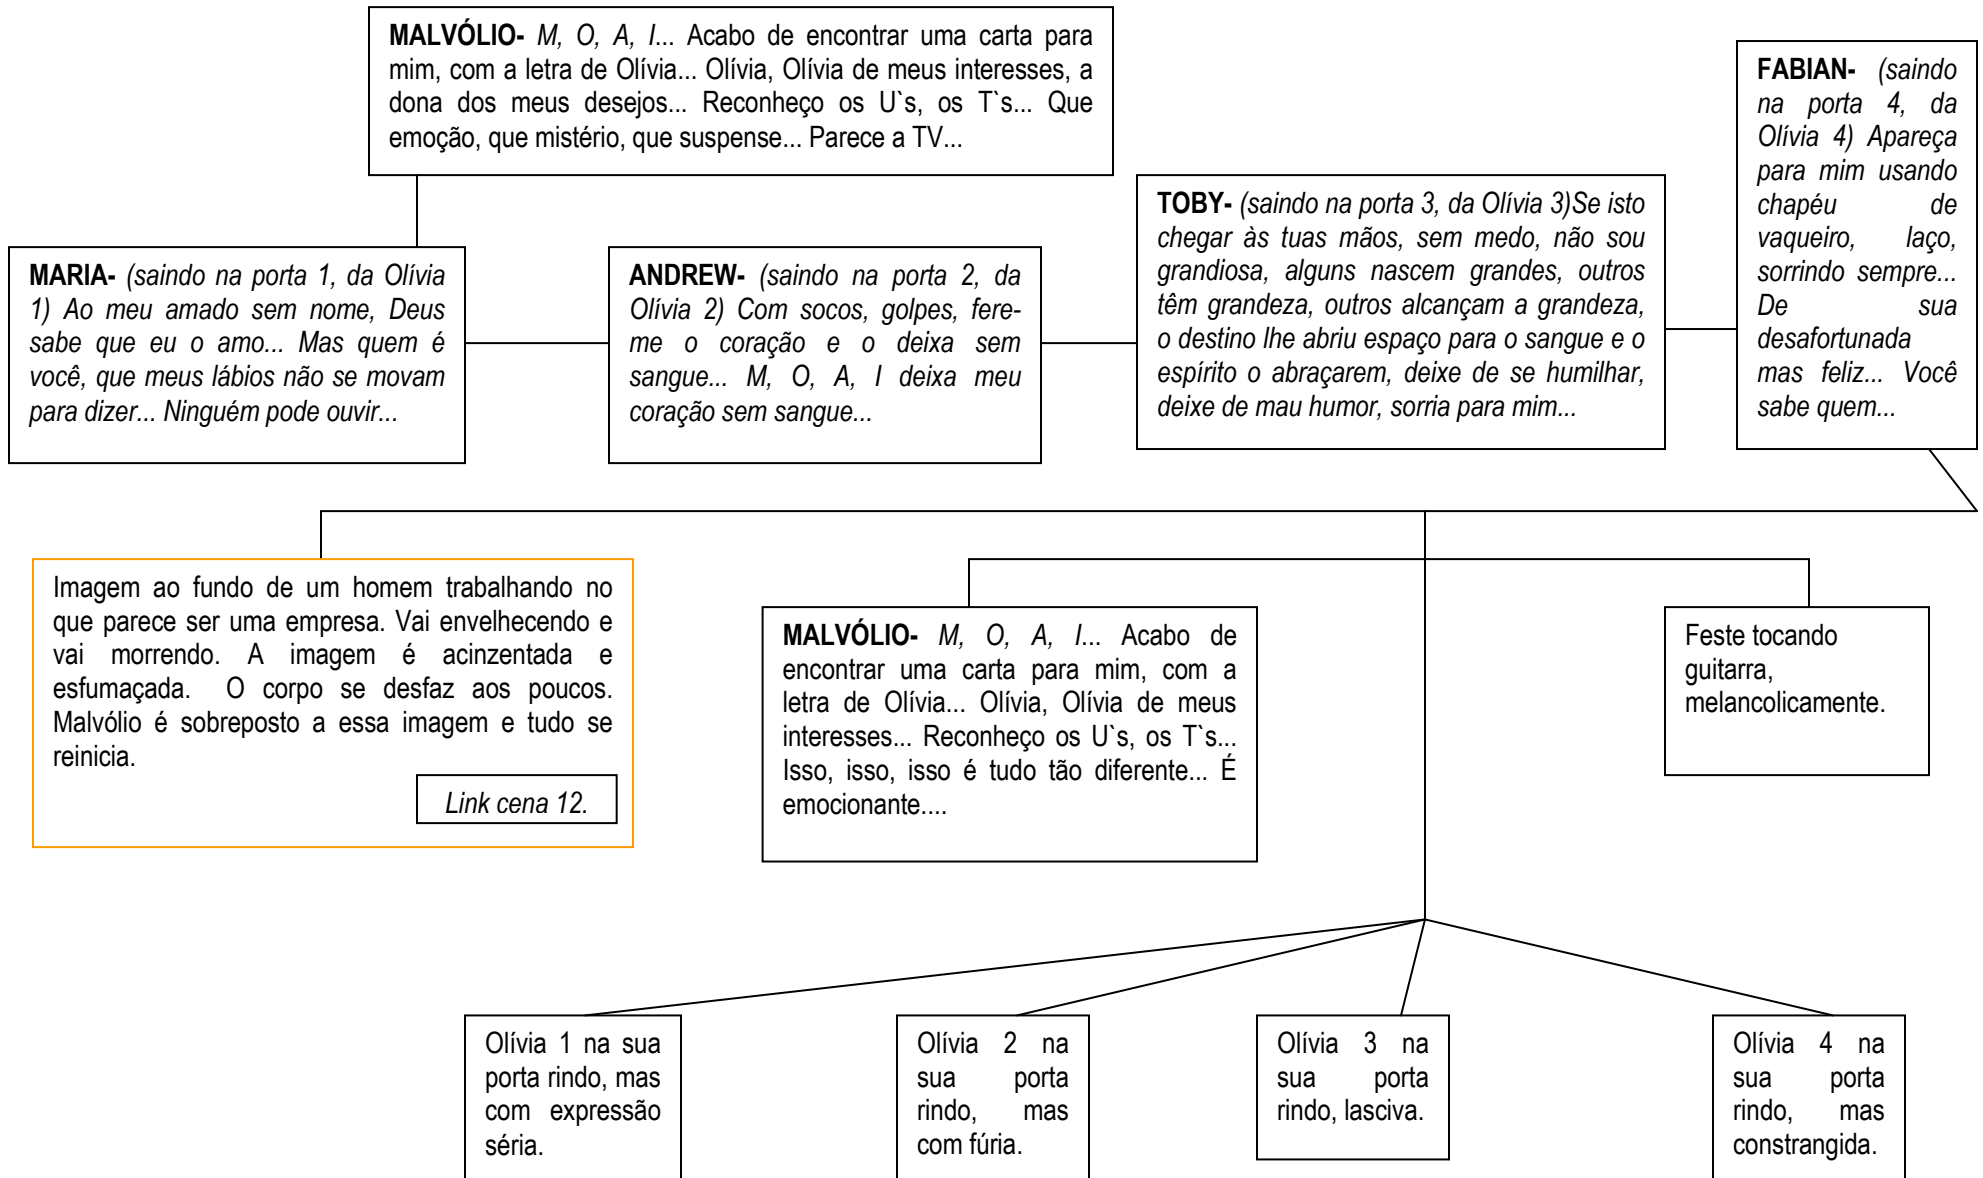 MALVÓLIO- M, O, A, I... Acabo de encontrar uma carta para
mim, com a letra de Olívia... Olívia, Olívia de meus interesses, a
dona dos meus desejos... Reconheço os U`s, os T`s... Que
emoção, que mistério, que suspense... Parece a TV...
MARIA- (saindo na porta 1, da Olívia
1) Ao meu amado sem nome, Deus
sabe que eu o amo... Mas quem é
você, que meus lábios não se movam
para dizer... Ninguém pode ouvir...
ANDREW- (saindo na porta 2, da
Olívia 2) Com socos, golpes, fere-
me o coração e o deixa sem
sangue... M, O, A, I deixa meu
coração sem sangue...
TOBY- (saindo na porta 3, da Olívia 3)Se isto
chegar às tuas mãos, sem medo, não sou
grandiosa, alguns nascem grandes, outros
têm grandeza, outros alcançam a grandeza,
o destino lhe abriu espaço para o sangue e o
espírito o abraçarem, deixe de se humilhar,
deixe de mau humor, sorria para mim...
FABIAN- (saindo
na porta 4, da
Olívia 4) Apareça
para mim usando
chapéu de
vaqueiro, laço,
sorrindo sempre...
De sua
desafortunada
mas feliz... Você
sabe quem...
Imagem ao fundo de um homem trabalhando no
que parece ser uma empresa. Vai envelhecendo e
vai morrendo. A imagem é acinzentada e
esfumaçada. O corpo se desfaz aos poucos.
Malvólio é sobreposto a essa imagem e tudo se
reinicia.
Link cena 12.
MALVÓLIO- M, O, A, I... Acabo de
encontrar uma carta para mim, com a
letra de Olívia... Olívia, Olívia de meus
interesses... Reconheço os U`s, os T`s...
Isso, isso, isso é tudo tão diferente... É
emocionante....
Feste tocando
guitarra,
melancolicamente.
Olívia 1 na sua
porta rindo, mas
com expressão
séria.
Olívia 2 na
sua porta
rindo, mas
com fúria.
Olívia 3 na
sua porta
rindo, lasciva.
Olívia 4 na
sua porta
rindo, mas
constrangida.